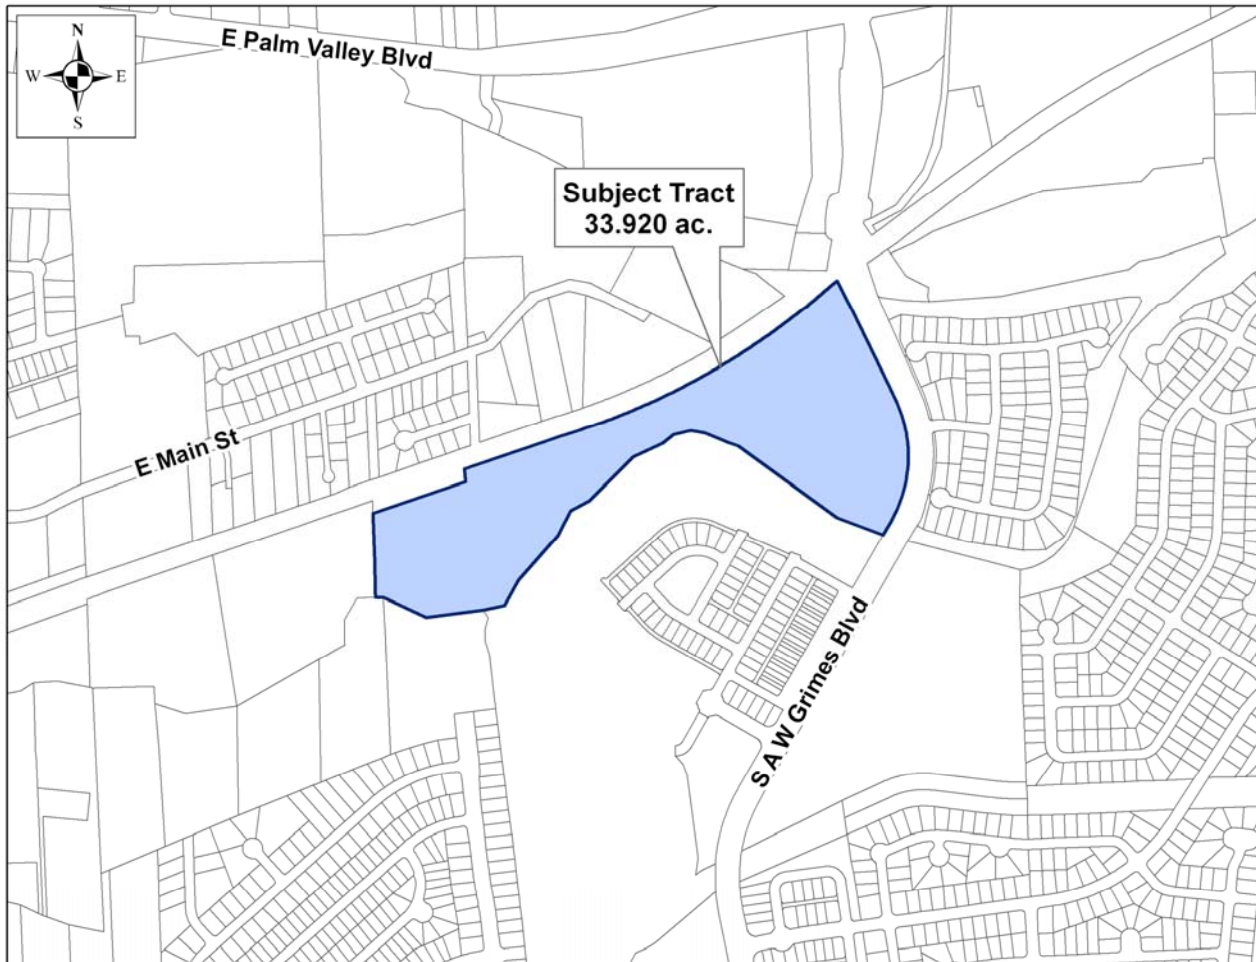 N
W E
S
E Palm Valley Blvd
Subject Tract
33.920 ac.
E Main St
S A W Grimes Blvd